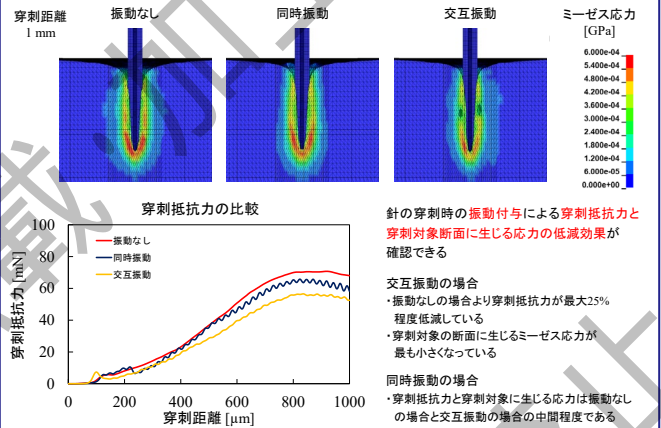 穿刺距離
1 mm
振動なし
同時振動
交互振動
ミーゼス応力
[GPa]
6.000e-04
5.400e-04
4.800e-04
4.200e-04
3.600e-04
3.000e-04
2.400e-04
1.800e-04
1.200e-04
6.000e-05
0.000e+00
穿刺抵抗力の比較
穿刺抵抗力 [mN]
100
80
60
40
20
0
振動なし
同時振動
交互振動
0 200 400 600 800 1000
穿刺距離 [μm]
針の穿刺時の振動付与による穿刺抵抗力と
穿刺対象断面に生じる応力の低減効果が
確認できる
交互振動の場合
・振動なしの場合より穿刺抵抗力が最大25%
程度低減している
・穿刺対象の断面に生じるミーゼス応力が
最も小さくなっている
同時振動の場合
・穿刺抵抗力と穿刺対象に生じる応力は振動なし
の場合と交互振動の場合の中間程度である
載
加